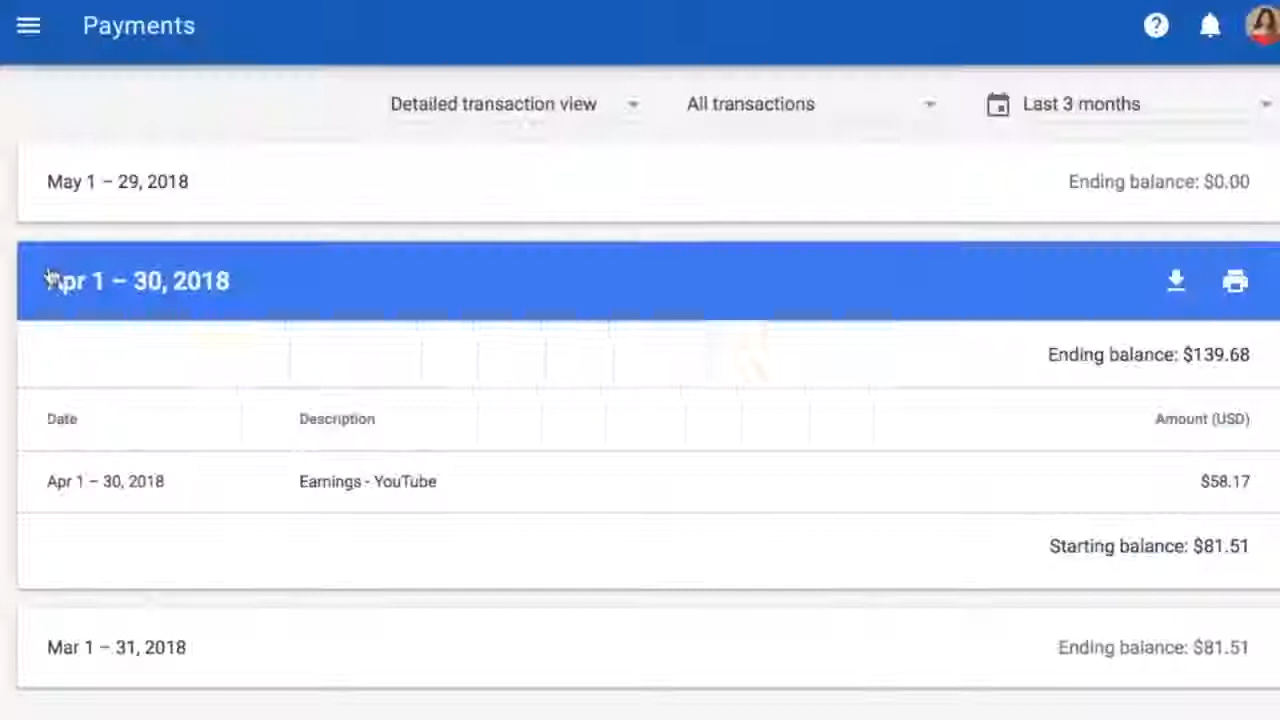 Payments
Detailed transaction view
All transactions
Last 3 months
May 1 – 29, 2018
Ending balance: $0.00
Apr 1 – 30, 2018
Ending balance: $139.68
Date
Description
Amount (USD)
Apr 1 – 30, 2018
Earnings - YouTube
$58.17
Starting balance: $81.51
Mar 1 – 31, 2018
Ending balance: $81.51